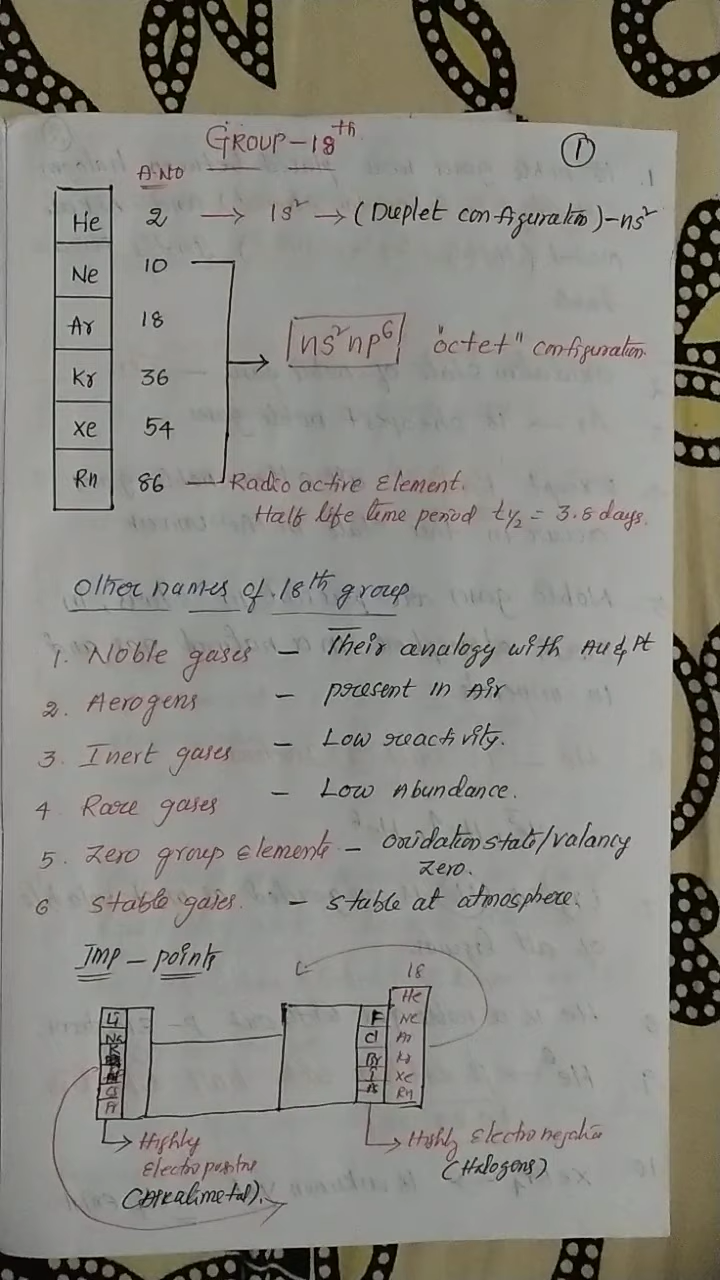 GROUP-18th
1
A.NO
He 2 → 1s² → (Duplet configuration)-ns²
Ne 10
Ar 18
ns²np⁶ "octet" configuration.
Kr 36
Xe 54
Rn 86 — Radio active Element.
Half life time period t½ = 3.8 days.
Other names of 18th group
1. Noble gases – Their analogy with Au & Pt
2. Aerogens – present in Air
3. Inert gases – Low reactivity.
4 Rare gases – Low Abundance.
5. Zero group Elements – Oxidation state/valancy
Zero.
6 Stable gases. – Stable at atmosphere.
Imp – points
18
He
Li F Ne
Na Cl Ar
K Br Kr
I Xe
Rn
Highly
Electropositive
(Alkalimetal).
Highly Electronegative
(Halogens)